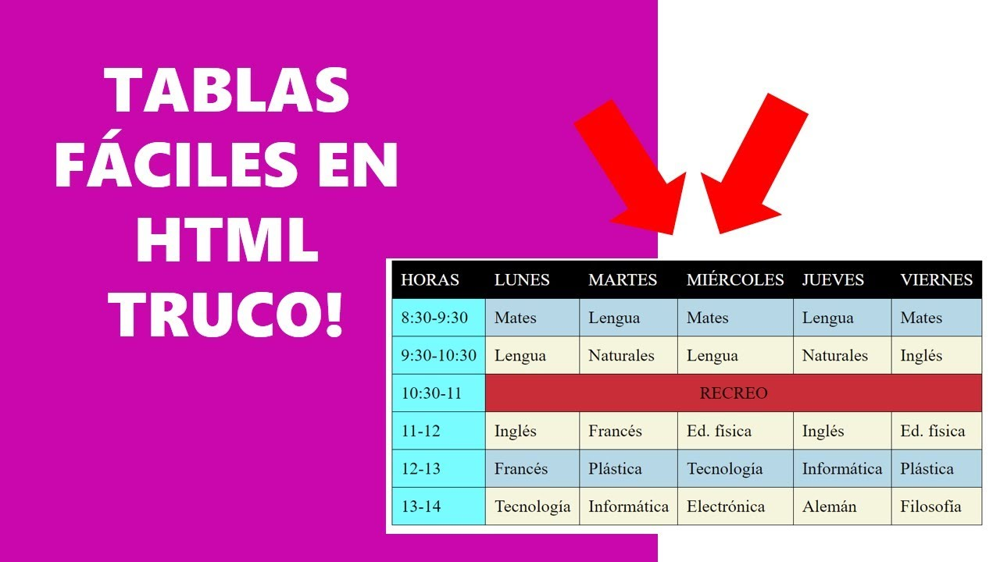 TABLAS
FÁCILES EN
HTML
TRUCO!
HORAS LUNES MARTES MIÉRCOLES JUEVES VIERNES
8:30-9:30 Mates Lengua Mates Lengua Mates
9:30-10:30 Lengua Naturales Lengua Naturales Inglés
10:30-11 RECREO
11-12 Inglés Francés Ed. física Inglés Ed. física
12-13 Francés Plástica Tecnología Informática Plástica
13-14 Tecnología Informática Electrónica Alemán Filosofía